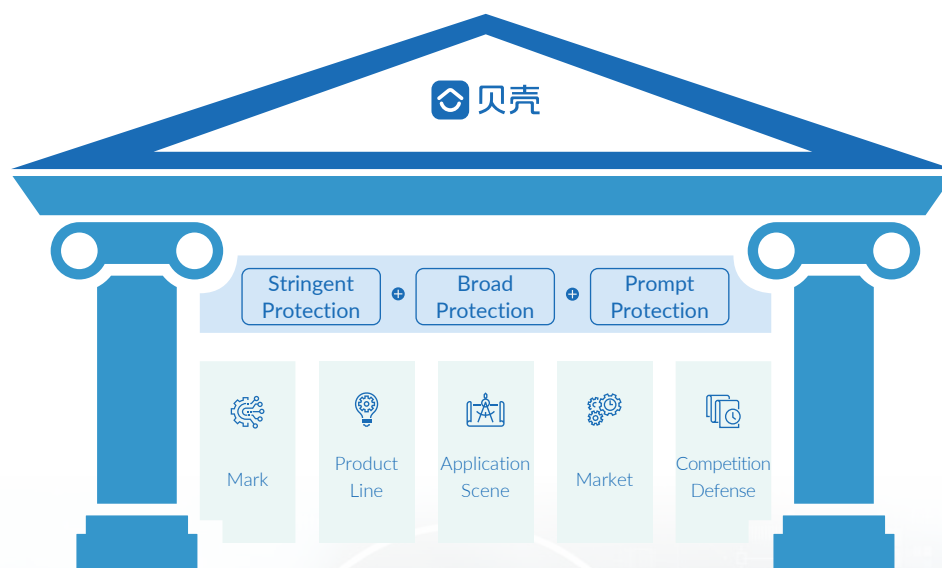 贝壳
Stringent
Protection
Broad
Protection
Prompt
Protection
Mark
Product
Line
Application
Scene
Market
Competition
Defense